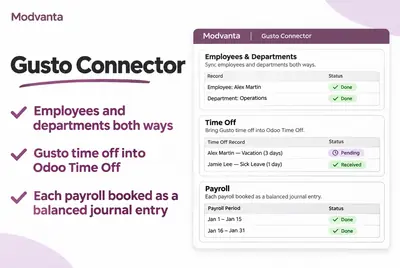 Modvanta
Gusto Connector
Employees and
departments both ways
Gusto time off into
Odoo Time Off
Each payroll booked as a
balanced journal entry
Modvanta | Gusto Connector
Employees & Departments
Sync employees and departments both ways.
Record Status
Employee: Alex Martin Done
Department: Operations Done
Time Off
Bring Gusto time off into Odoo Time Off.
Time Off Record Status
Alex Martin — Vacation (3 days) Pending
Jamie Lee — Sick Leave (1 day) Received
Payroll
Each payroll booked as a balanced journal entry.
Payroll Period Status
Jan 1 – Jan 15 Done
Jan 16 – Jan 31 Done